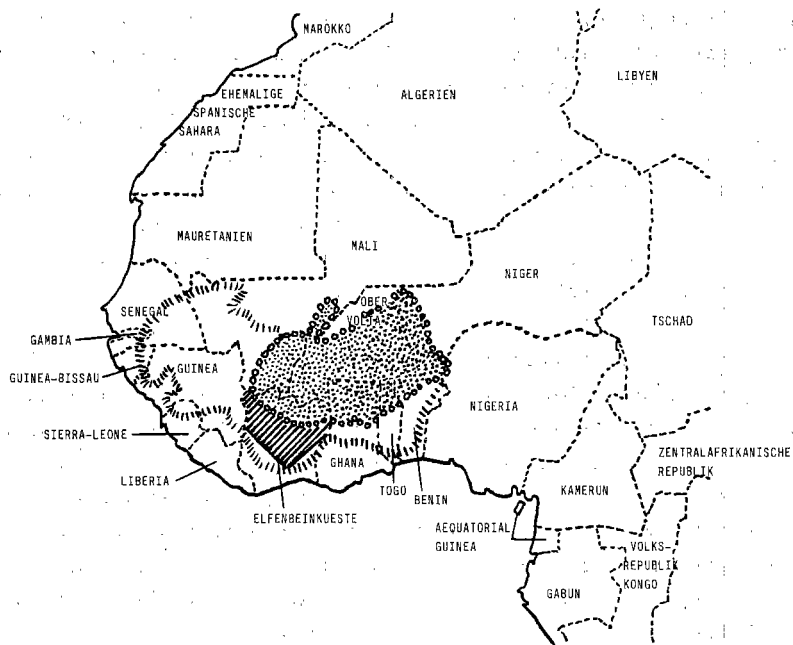 MAROKKO
LIBYEN
EHEMALIGE
SPANISCHE
SAHARA
ALGERIEN
MAURETANIEN
MALI
NIGER
OBER
VOLTA
SENEGAL
TSCHAD
GAMBIA
GUINEA
GUINEA-BISSAU
NIGERIA
SIERRA-LEONE
GHANA
ZENTRALAFRIKANISCHE
REPUBLIK
LIBERIA
TOGO
BENIN
KAMERUN
ELFENBEINKUESTE
AEQUATORIAL
GUINEA
VOLKS-
REPUBLIK
KONGO
GABUN